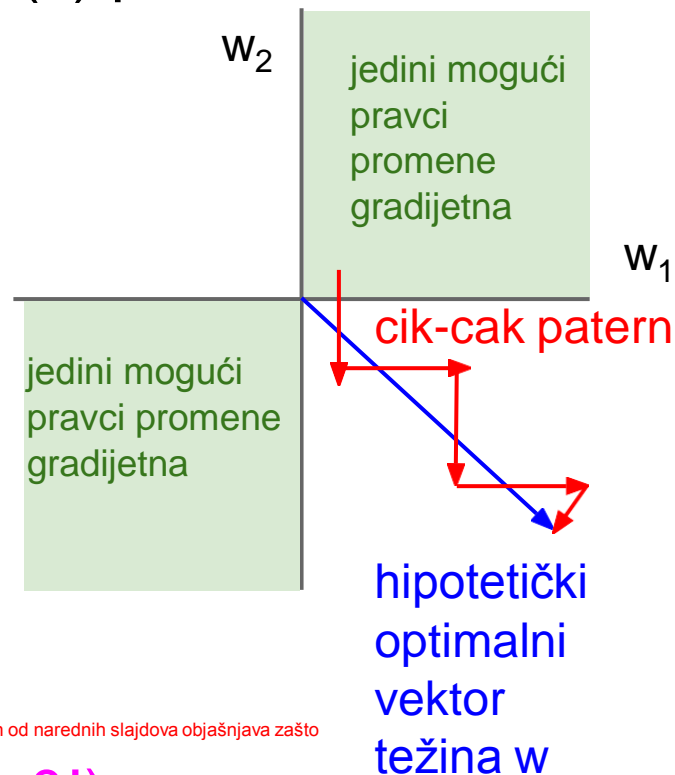 w₂
jedini mogući
pravci
promene
gradijetna
w₁
cik-cak patern
jedini mogući
pravci promene
gradijetna
hipotetički
optimalni
vektor
težina w
od narednih slajdova objašnjava zašto